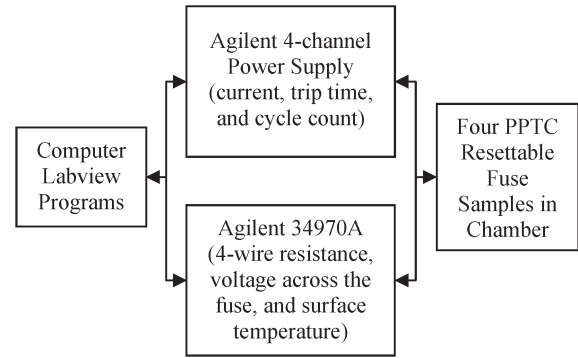 Agilent 4-channel
Power Supply
(current, trip time,
and cycle count)
Computer
Labview
Programs
Four PPTC
Resettable
Fuse
Samples in
Chamber
Agilent 34970A
(4-wire resistance,
voltage across the
fuse, and surface
temperature)